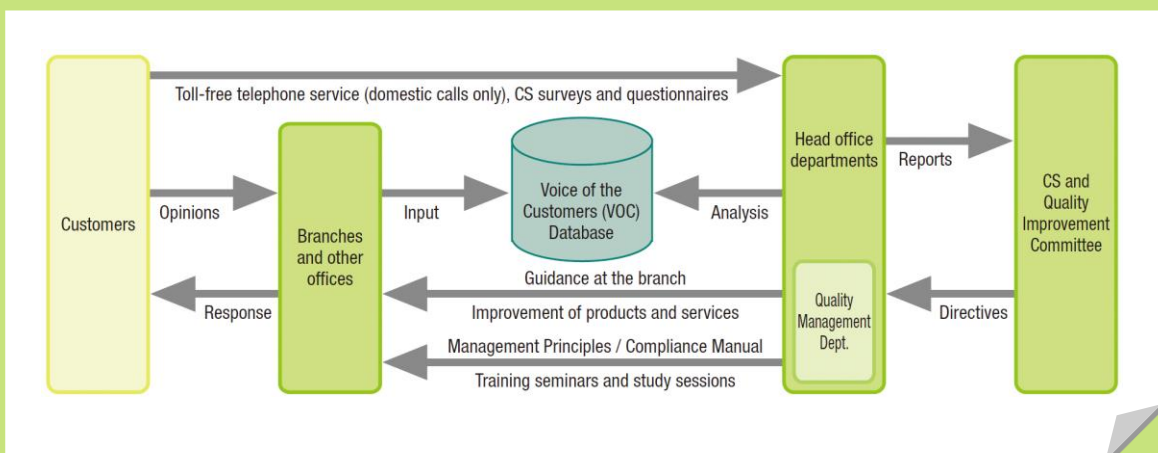 Customers
Toll-free telephone service (domestic calls only), CS surveys and questionnaires
Opinions
Response
Branches
and other
offices
Input
Voice of the
Customers (VOC)
Database
Analysis
Guidance at the branch
Improvement of products and services
Management Principles / Compliance Manual
Training seminars and study sessions
Head office
departments
Quality
Management
Dept.
Reports
Directives
CS and
Quality
Improvement
Committee